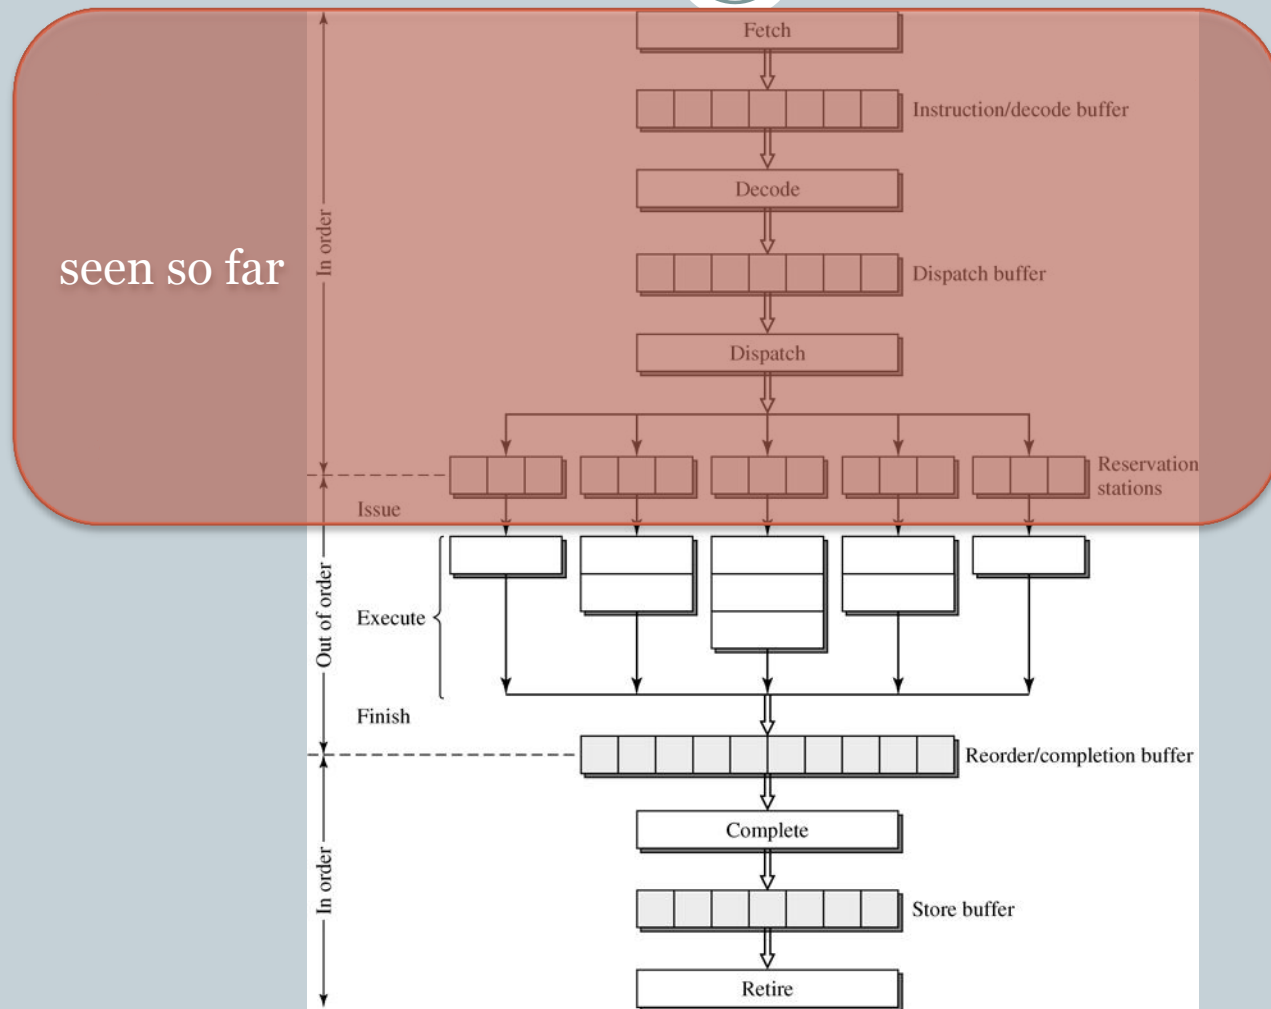 Fetch
Instruction/decode buffer
Decode
In order
seen so far
Dispatch buffer
Dispatch
Reservation
stations
Issue
Out of order
Execute
Finish
Reorder/completion buffer
Complete
In order
Store buffer
Retire